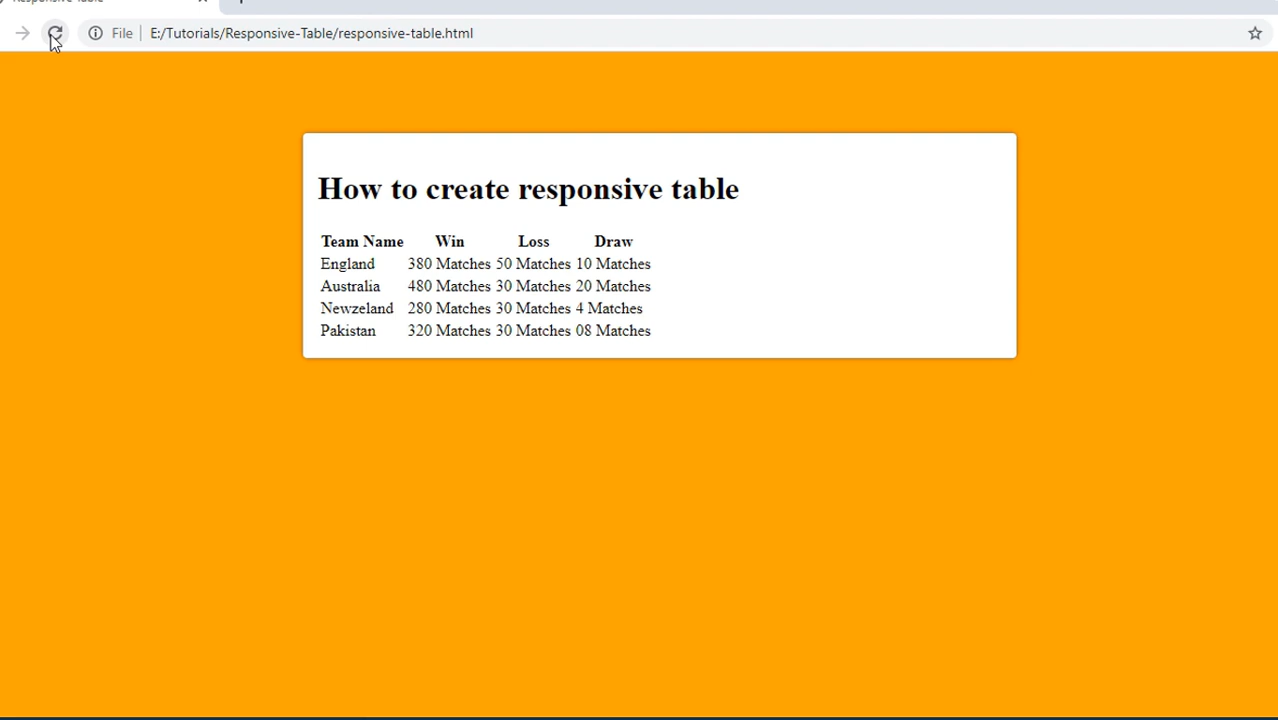 Responsive Table
File E:/Tutorials/Responsive-Table/responsive-table.html
How to create responsive table
Team Name Win Loss Draw
England 380 Matches 50 Matches 10 Matches
Australia 480 Matches 30 Matches 20 Matches
Newzeland 280 Matches 30 Matches 4 Matches
Pakistan 320 Matches 30 Matches 08 Matches